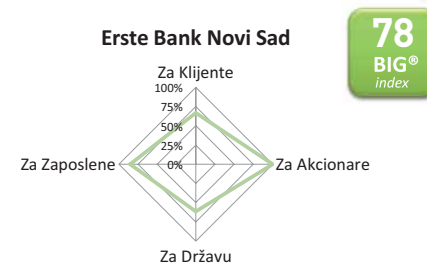 Erste Bank Novi Sad
78
BIG®
index
Za Klijente
100%
75%
50%
25%
0%
Za Zaposlene
Za Akcionare
Za Državu